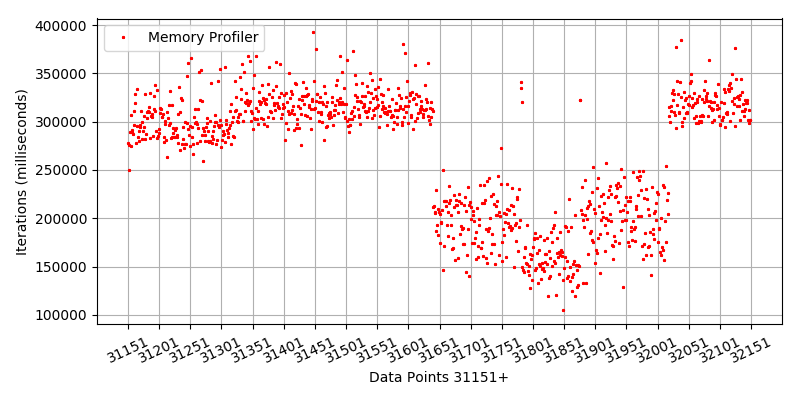 400000
350000
300000
250000
200000
150000
100000
Iterations (milliseconds)
Memory Profiler
31151 31201 31251 31301 31351 31401 31451 31501 31551 31601 31651 31701 31751 31801 31851 31901 31951 32001 32051 32101 32151
Data Points 31151+